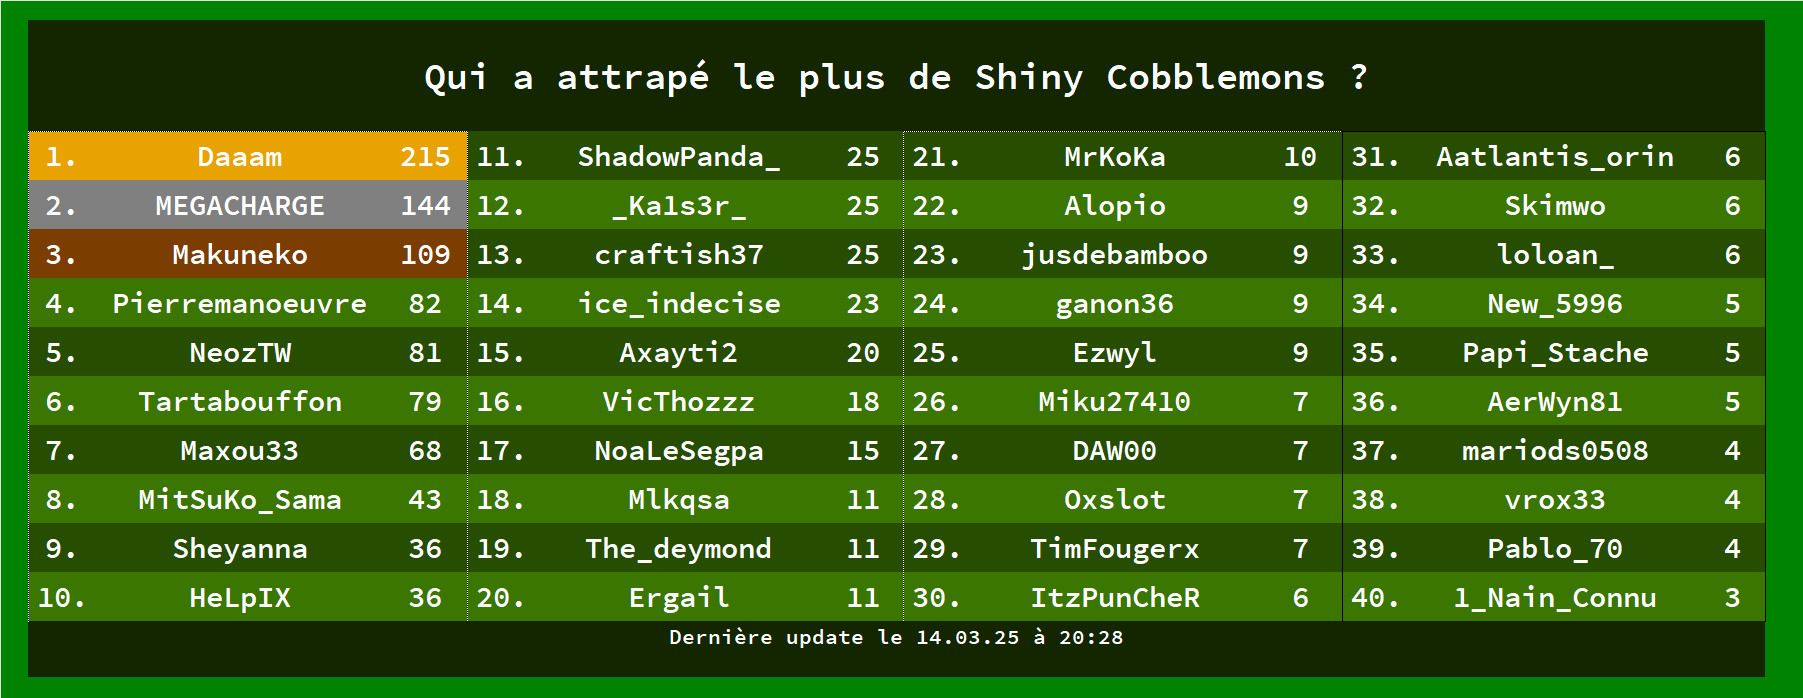 Qui a attrapé le plus de Shiny Cobblemons ?
1. Daaam 215
2. MEGACHARGE 144
3. Makuneko 109
4. Pierremanoeuvre 82
5. NeozTW 81
6. Tartabouffon 79
7. Maxou33 68
8. MitSuKo_Sama 43
9. Sheyanna 36
10. HeLpIX 36
11. ShadowPanda_ 25
12. _Ka1s3r_ 25
13. craftish37 25
14. ice_indecise 23
15. Axayti2 20
16. VicThozzz 18
17. NoaLeSegpa 15
18. Mlkqsa 11
19. The_deymond 11
20. Ergail 11
21. MrKoKa 10
22. Alopio 9
23. jusdebamboo 9
24. ganon36 9
25. Ezwyl 9
26. Miku27410 7
27. DAW00 7
28. Oxslot 7
29. TimFougerx 7
30. ItzPunCheR 6
31. Aatlantis_orin 6
32. Skimwo 6
33. loloan_ 6
34. New_5996 5
35. Papi_Stache 5
36. AerWyn81 5
37. mariods0508 4
38. vrox33 4
39. Pablo_70 4
40. 1_Nain_Connu 3
Dernière update le 14.03.25 à 20:28